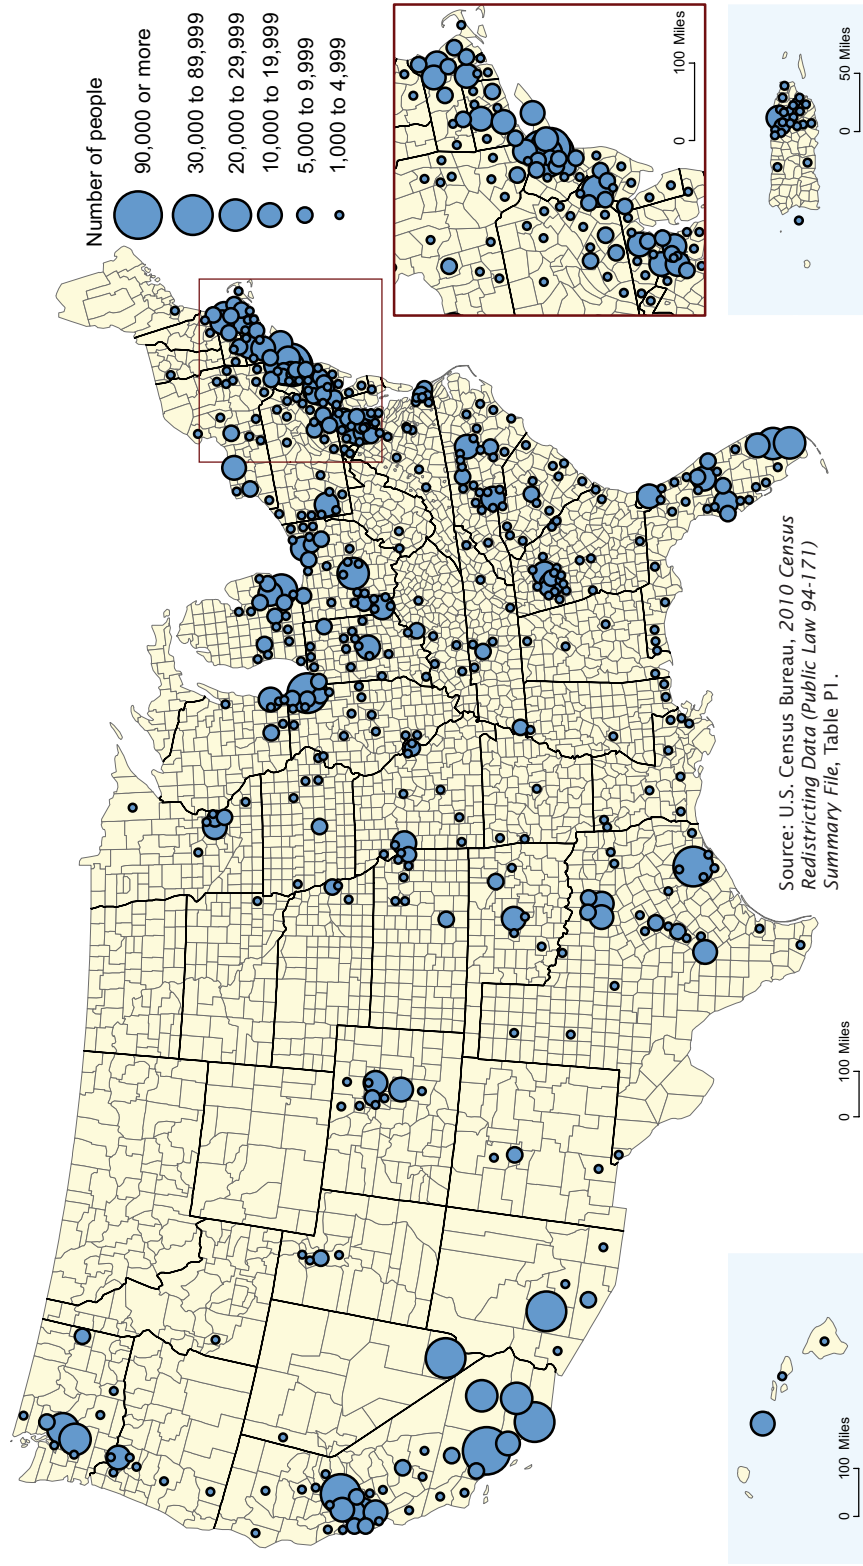 Number of people
90,000 or more
30,000 to 89,999
20,000 to 29,999
10,000 to 19,999
5,000 to 9,999
1,000 to 4,999
0 100 Miles
0 50 Miles
0 100 Miles
0 100 Miles
Source: U.S. Census Bureau, 2010 Census
Redistricting Data (Public Law 94-171)
Summary File, Table P1.